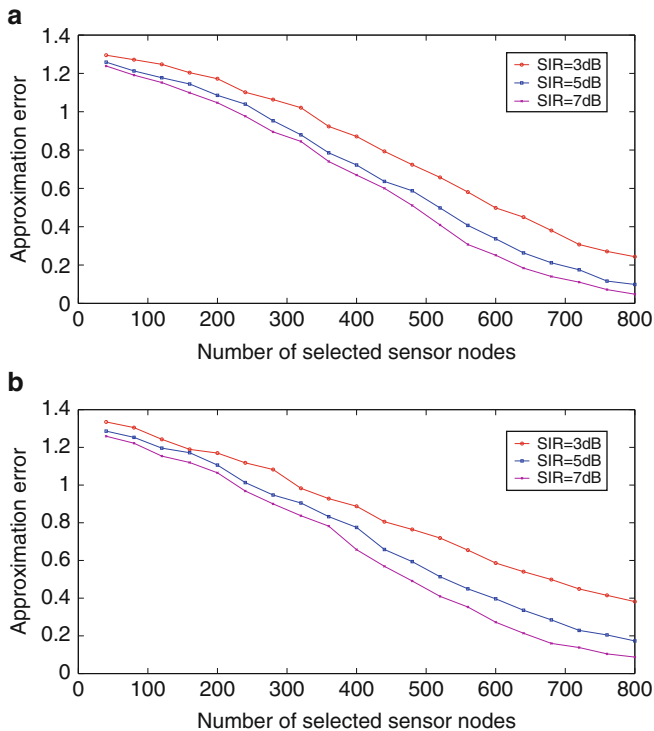 a
1.4
1.2
1
0.8
0.6
0.4
0.2
0
0 100 200 300 400 500 600 700 800
Approximation error
Number of selected sensor nodes
SIR=3dB
SIR=5dB
SIR=7dB
b
1.4
1.2
1
0.8
0.6
0.4
0.2
0
0 100 200 300 400 500 600 700 800
Approximation error
Number of selected sensor nodes
SIR=3dB
SIR=5dB
SIR=7dB